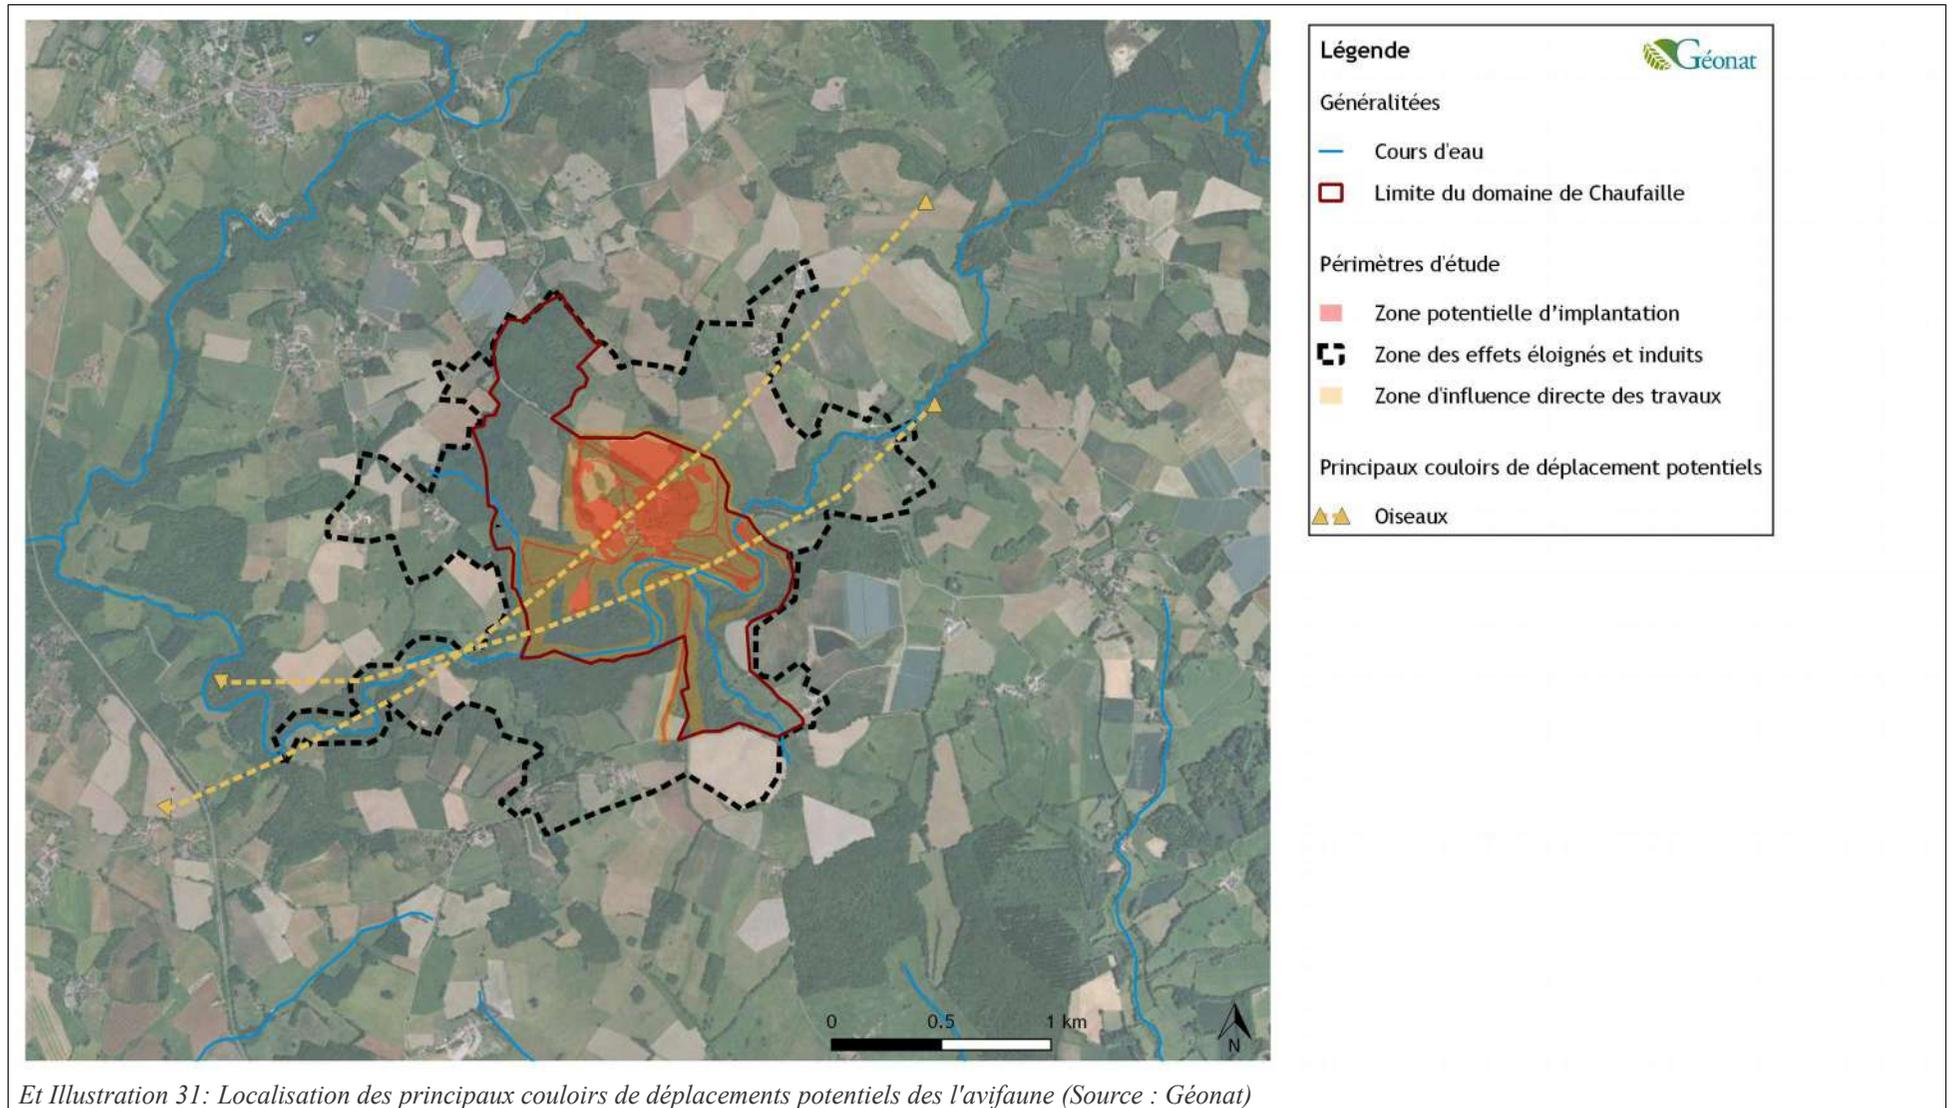 Légende
Géonat
Généralitées
Cours d'eau
Limite du domaine de Chaufaille
Périmètres d'étude
Zone potentielle d'implantation
Zone des effets éloignés et induits
Zone d'influence directe des travaux
Principaux couloirs de déplacement potentiels
Oiseaux
0 0.5 1 km
N
Et Illustration 31: Localisation des principaux couloirs de déplacements potentiels des l'avifaune (Source : Géonat)